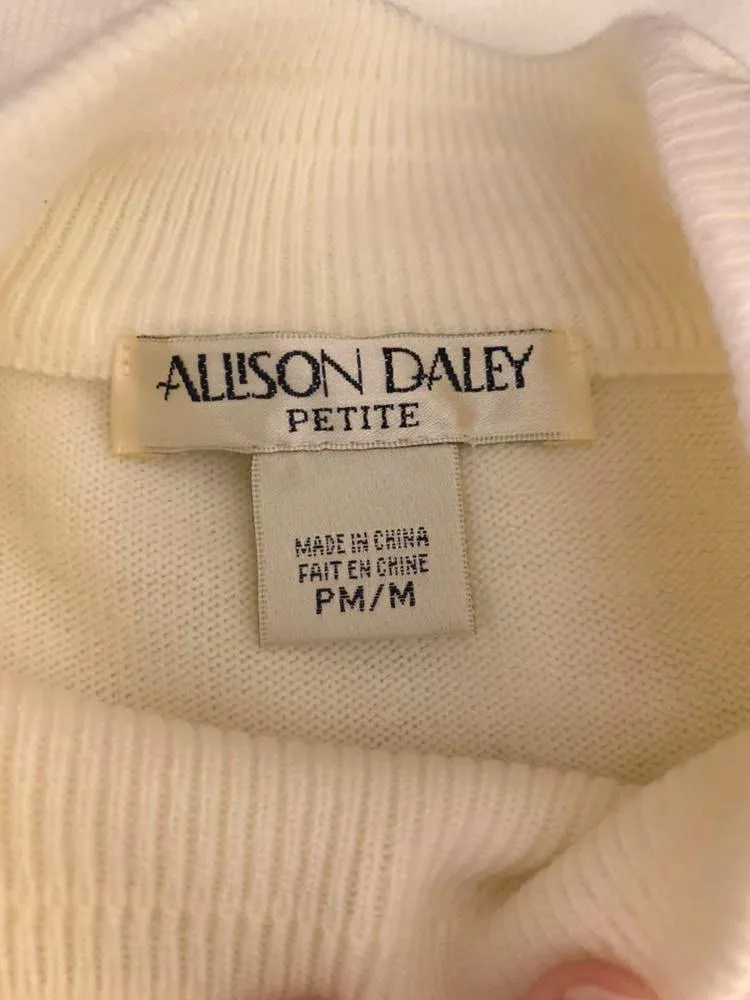 ALLISON DALEY
PETITE
MADE IN CHINA
FAIT EN CHINE
PM/M